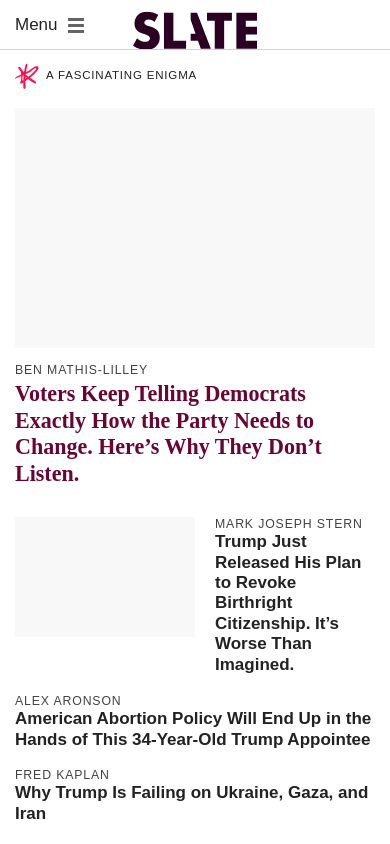 Menu
SLATE
A FASCINATING ENIGMA
BEN MATHIS-LILLEY
Voters Keep Telling Democrats
Exactly How the Party Needs to
Change. Here’s Why They Don’t
Listen.
MARK JOSEPH STERN
Trump Just
Released His Plan
to Revoke
Birthright
Citizenship. It’s
Worse Than
Imagined.
ALEX ARONSON
American Abortion Policy Will End Up in the
Hands of This 34-Year-Old Trump Appointee
FRED KAPLAN
Why Trump Is Failing on Ukraine, Gaza, and
Iran